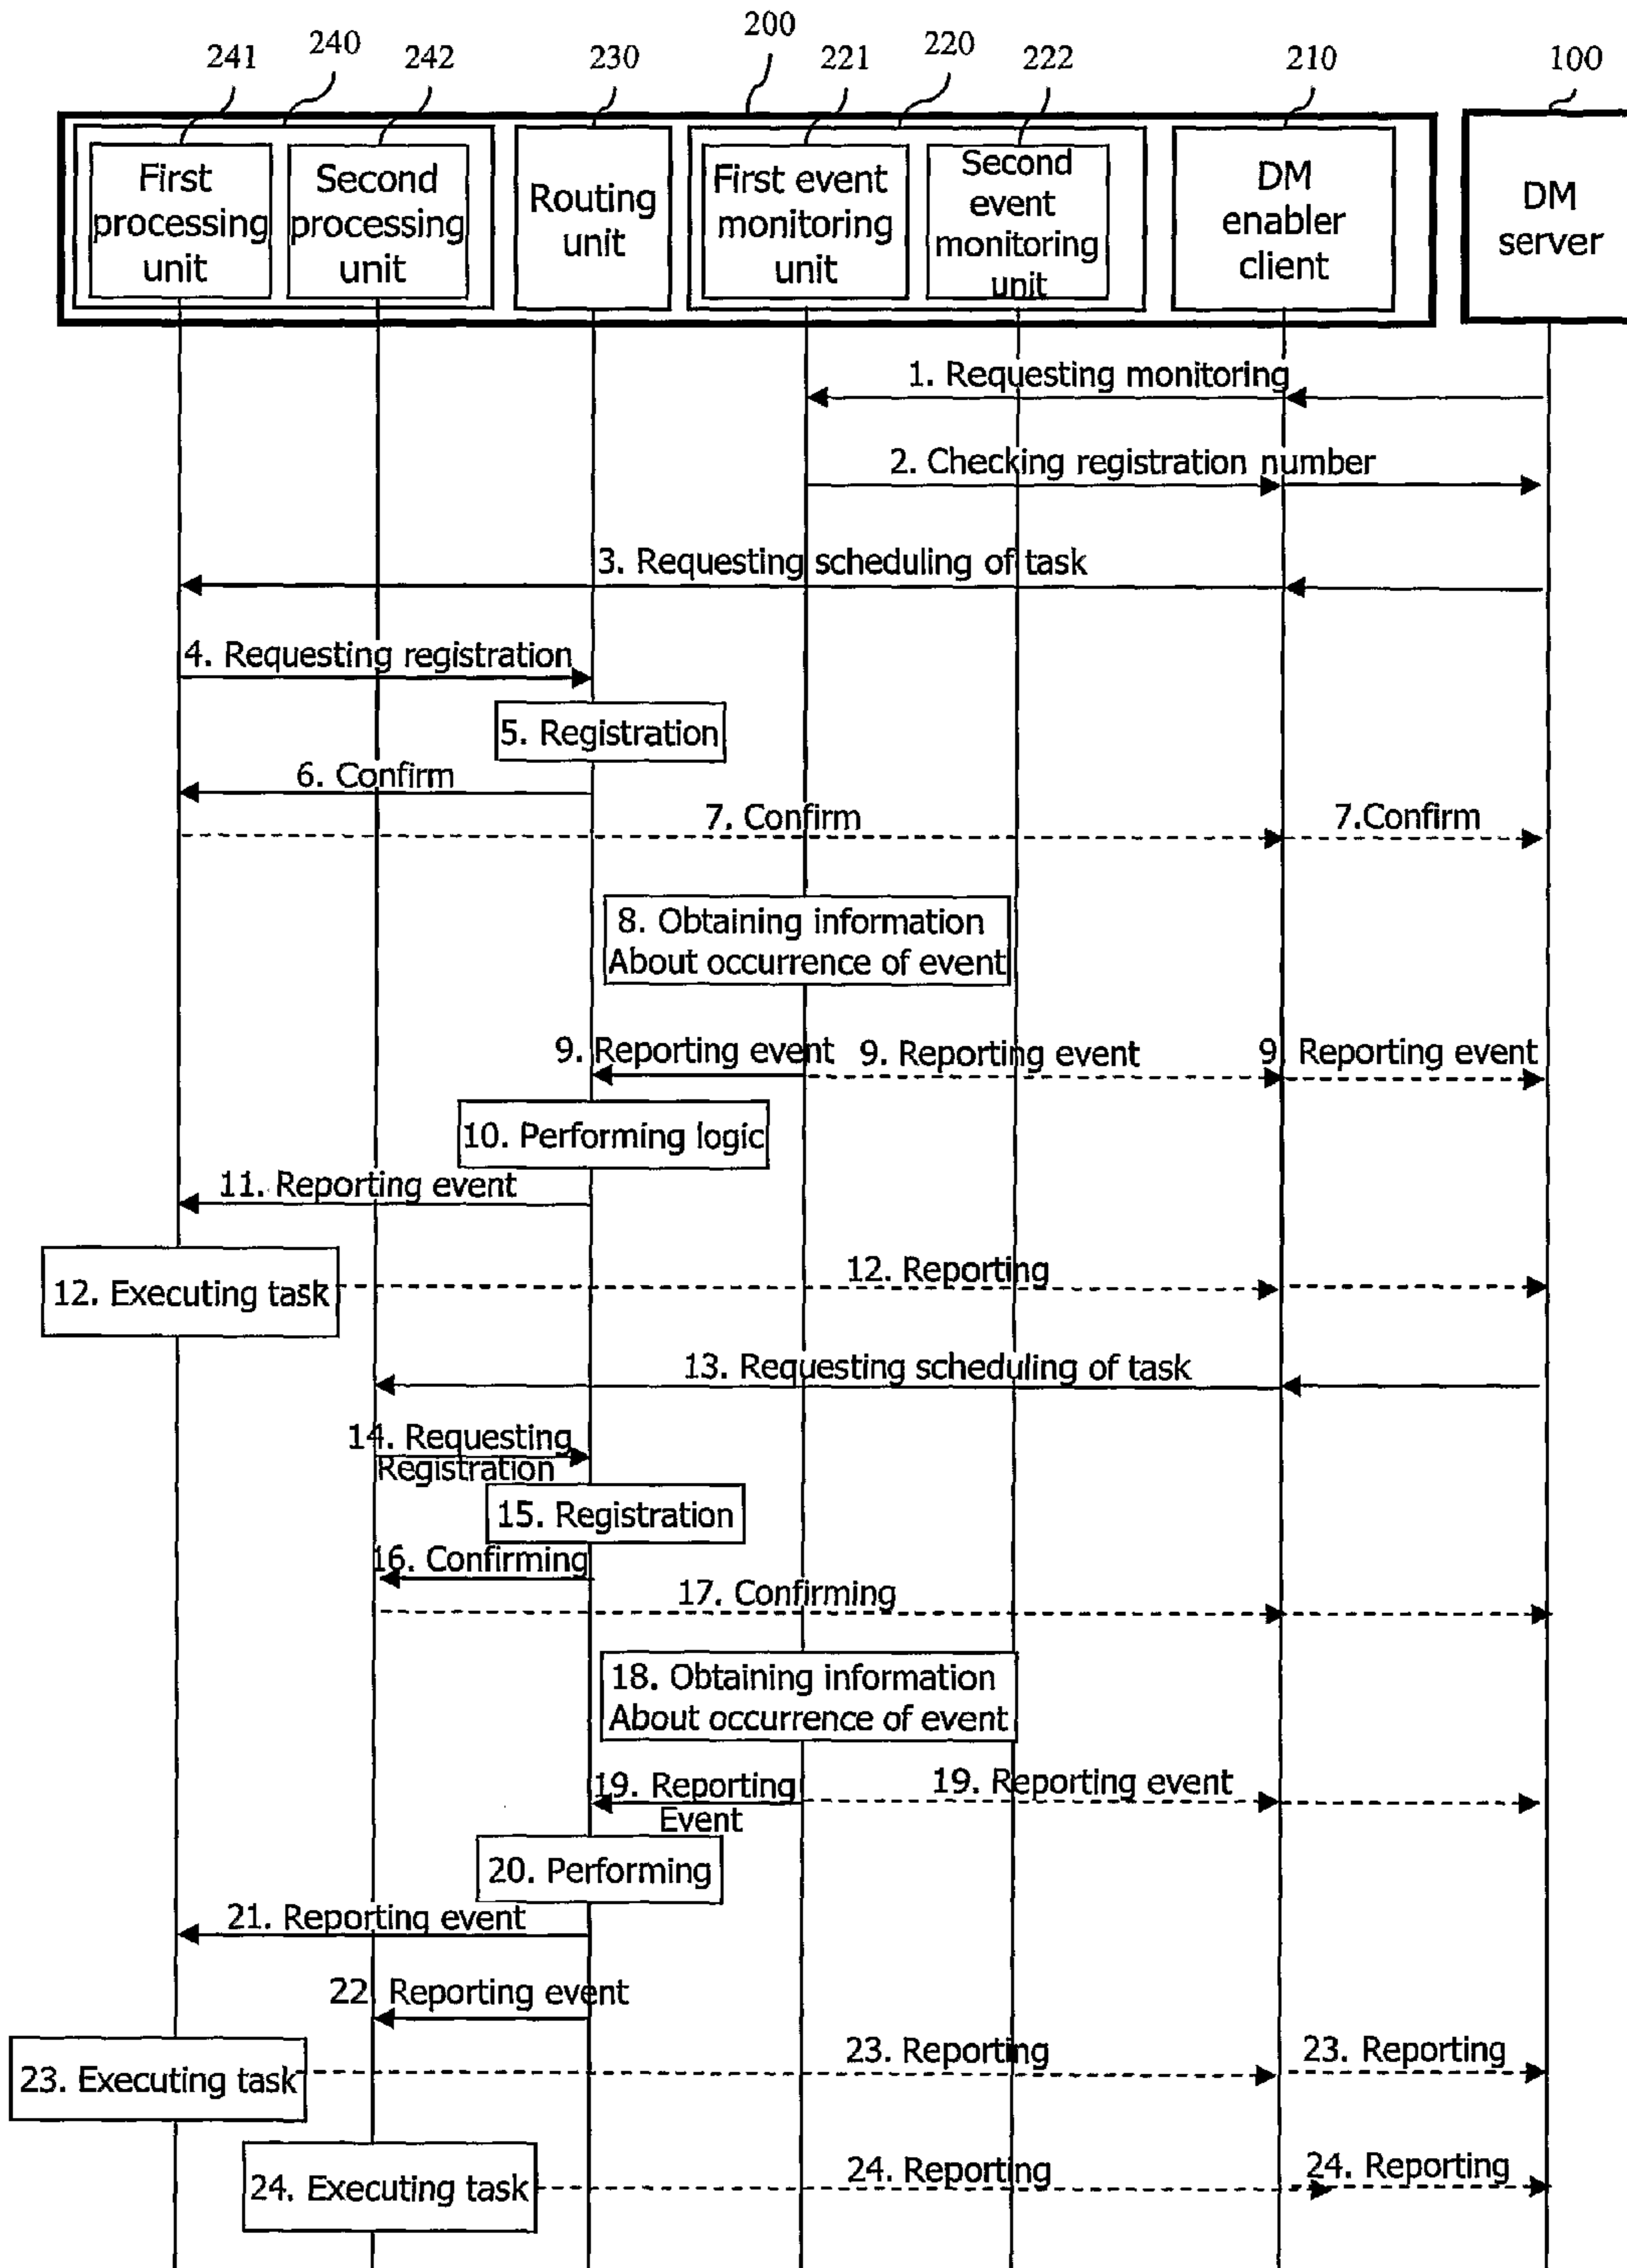 200
241 240 242 230 221 220 222 210 100
First
processing
unit
Second
processing
unit
Routing
unit
First event
monitoring
unit
Second
event
monitoring
unit
DM
enabler
client
DM
server
1. Requesting monitoring
2. Checking registration number
3. Requesting scheduling of task
4. Requesting registration
5. Registration
6. Confirm
7. Confirm 7.Confirm
8. Obtaining information
About occurrence of event
9. Reporting event 9. Reporting event 9. Reporting event
10. Performing logic
11. Reporting event
12. Executing task 12. Reporting
13. Requesting scheduling of task
14. Requesting
Registration
15. Registration
16. Confirming
17. Confirming
18. Obtaining information
About occurrence of event
19. Reporting
Event
19. Reporting event
20. Performing
21. Reporting event
22. Reporting event
23. Executing task 23. Reporting 23. Reporting
24. Executing task 24. Reporting 24. Reporting